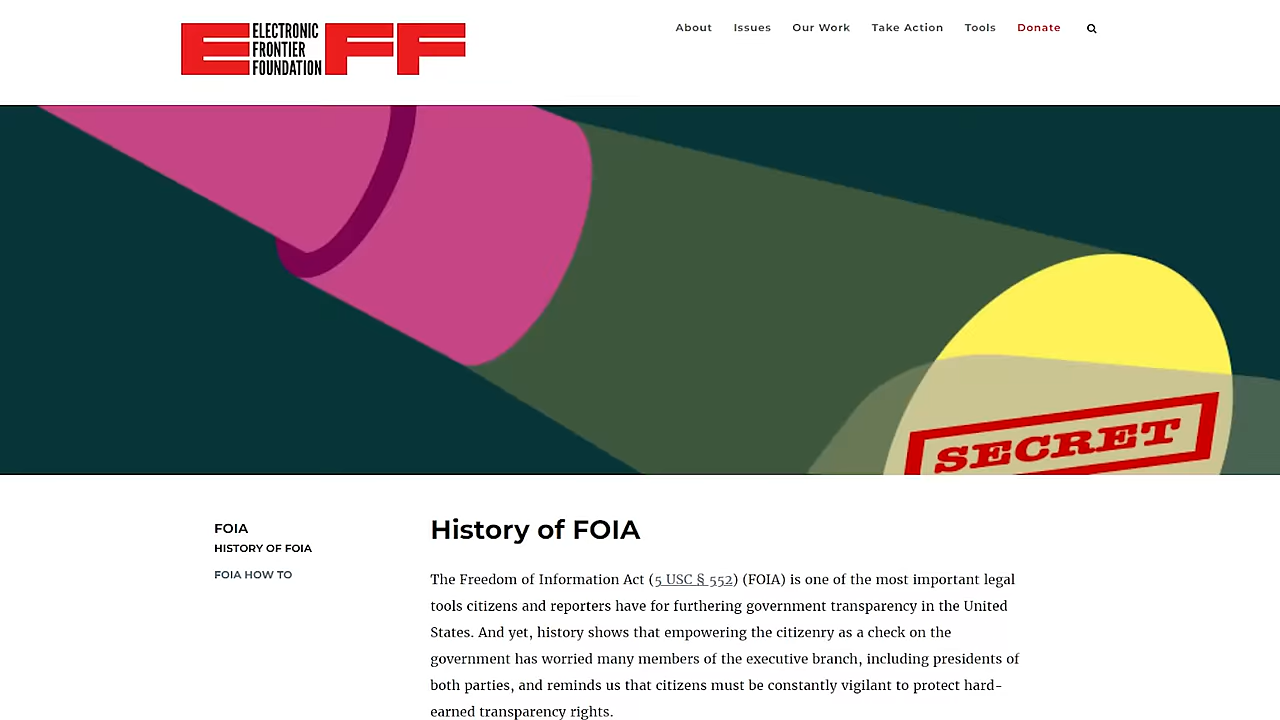 ELECTRONIC
FRONTIER
FOUNDATION
EFF
About Issues Our Work Take Action Tools Donate
SECRET
FOIA
HISTORY OF FOIA
FOIA HOW TO
History of FOIA
The Freedom of Information Act (5 USC § 552) (FOIA) is one of the most important legal
tools citizens and reporters have for furthering government transparency in the United
States. And yet, history shows that empowering the citizenry as a check on the
government has worried many members of the executive branch, including presidents of
both parties, and reminds us that citizens must be constantly vigilant to protect hard-
earned transparency rights.